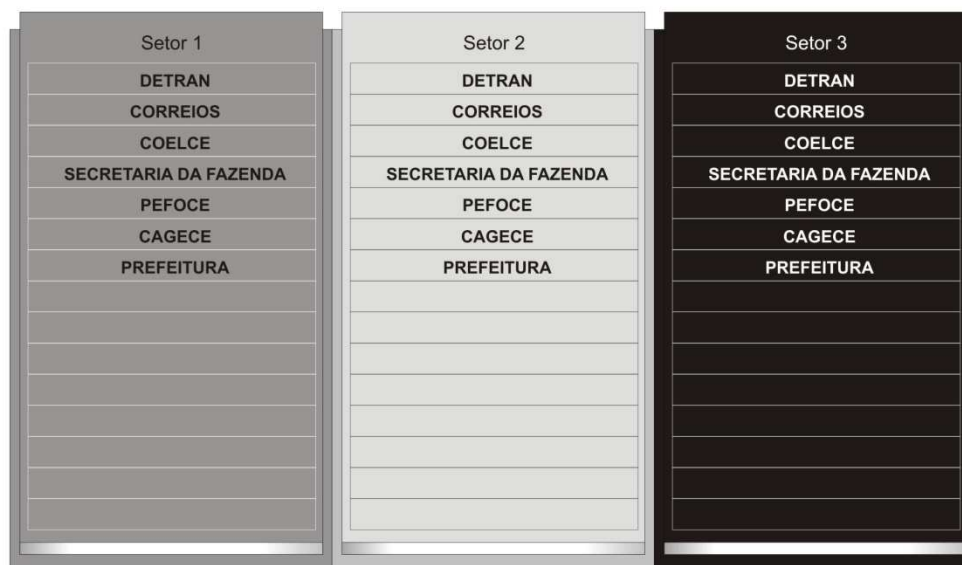 Setor 1
DETRAN
CORREIOS
COELCE
SECRETARIA DA FAZENDA
PEFOCE
CAGECE
PREFEITURA
Setor 2
DETRAN
CORREIOS
COELCE
SECRETARIA DA FAZENDA
PEFOCE
CAGECE
PREFEITURA
Setor 3
DETRAN
CORREIOS
COELCE
SECRETARIA DA FAZENDA
PEFOCE
CAGECE
PREFEITURA